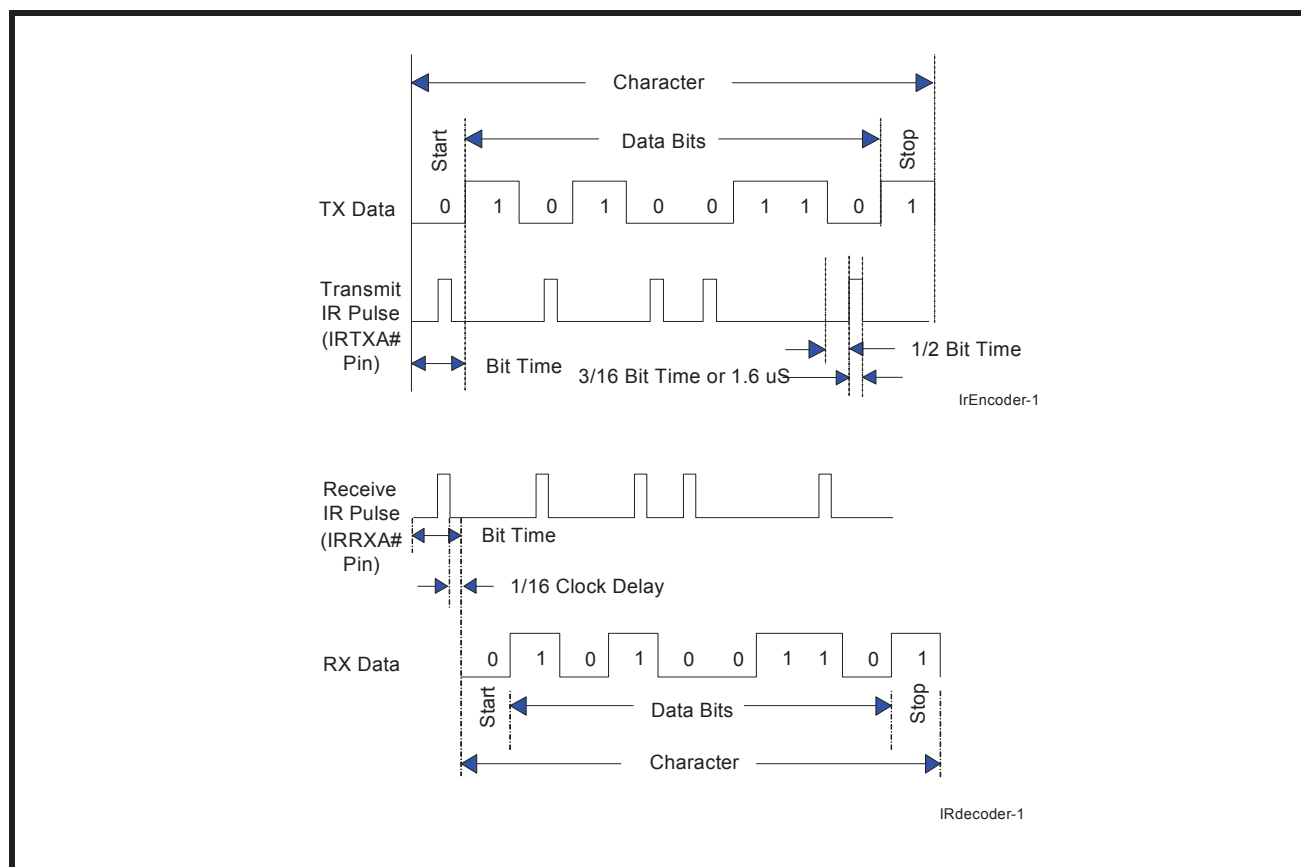 Character
Start
Data Bits
Stop
TX Data
0 1 0 1 0 0 1 1 0 1
Transmit
IR Pulse
(IRTXA#
Pin)
Bit Time
1/2 Bit Time
3/16 Bit Time or 1.6 uS
IrEncoder-1
Receive
IR Pulse
(IRRXA#
Pin)
Bit Time
1/16 Clock Delay
RX Data
0 1 0 1 0 0 1 1 0 1
Start
Data Bits
Stop
Character
IRdecoder-1